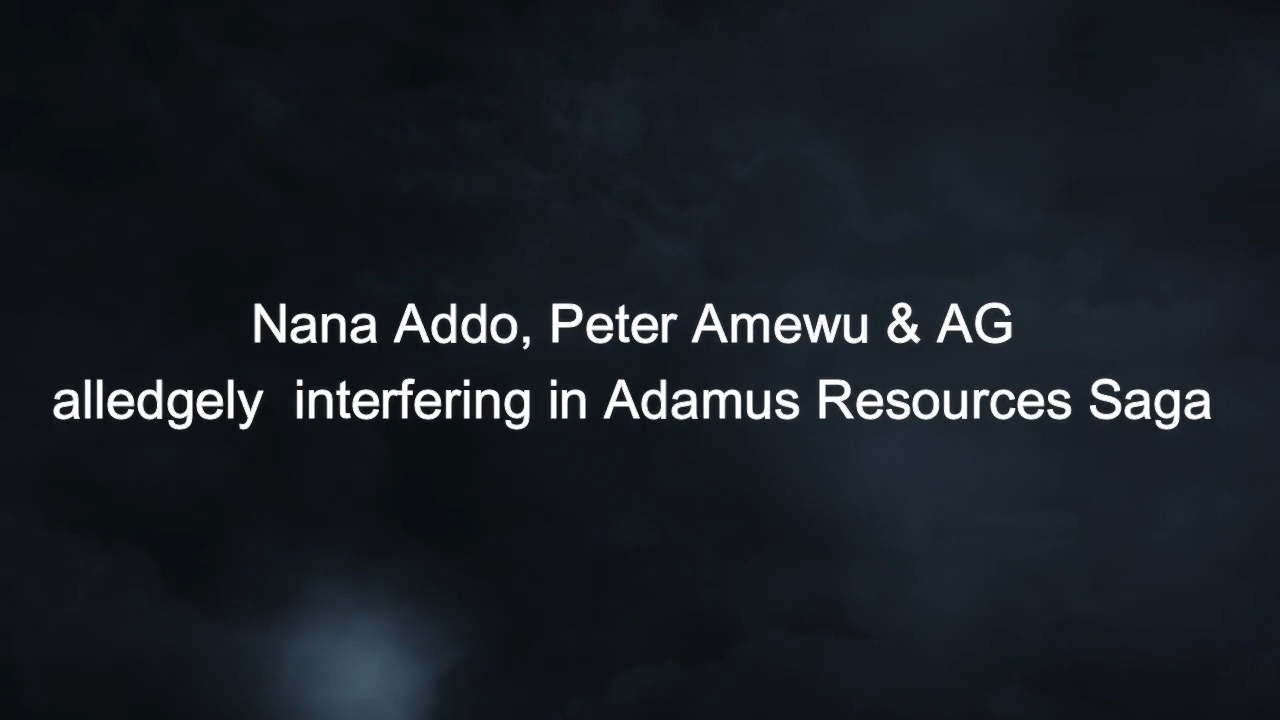 Nana Addo, Peter Amewu & AG
alledgely  interfering in Adamus Resources Saga